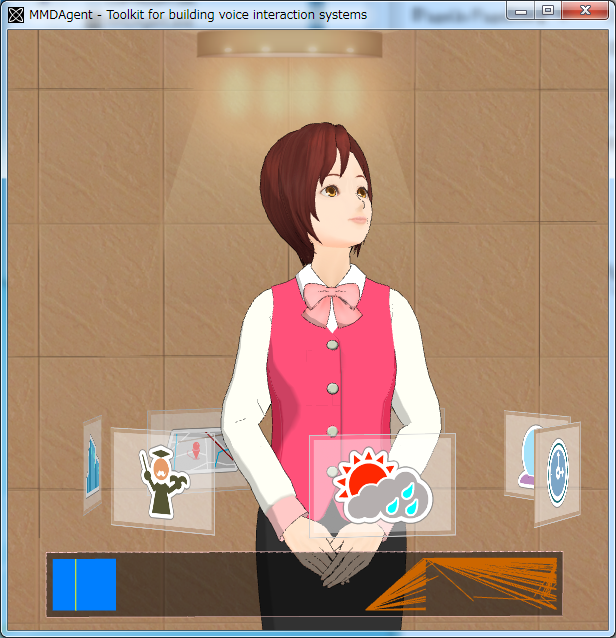 MMDAgent - Toolkit for building voice interaction systems